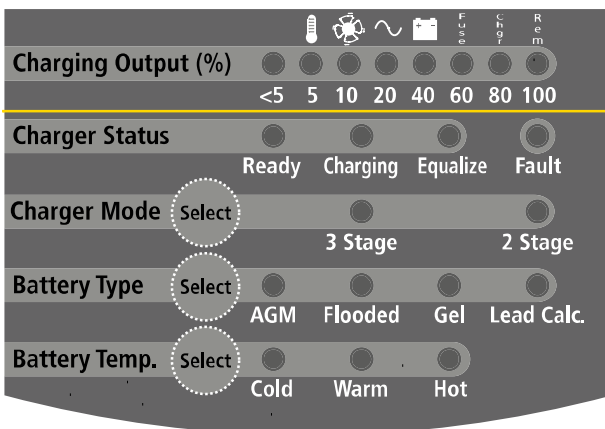 Fuse Chgr Rem
Charging Output (%)
<5 5 10 20 40 60 80 100
Charger Status
Ready Charging Equalize Fault
Charger Mode Select
3 Stage 2 Stage
Battery Type Select
AGM Flooded Gel Lead Calc.
Battery Temp. Select
Cold Warm Hot